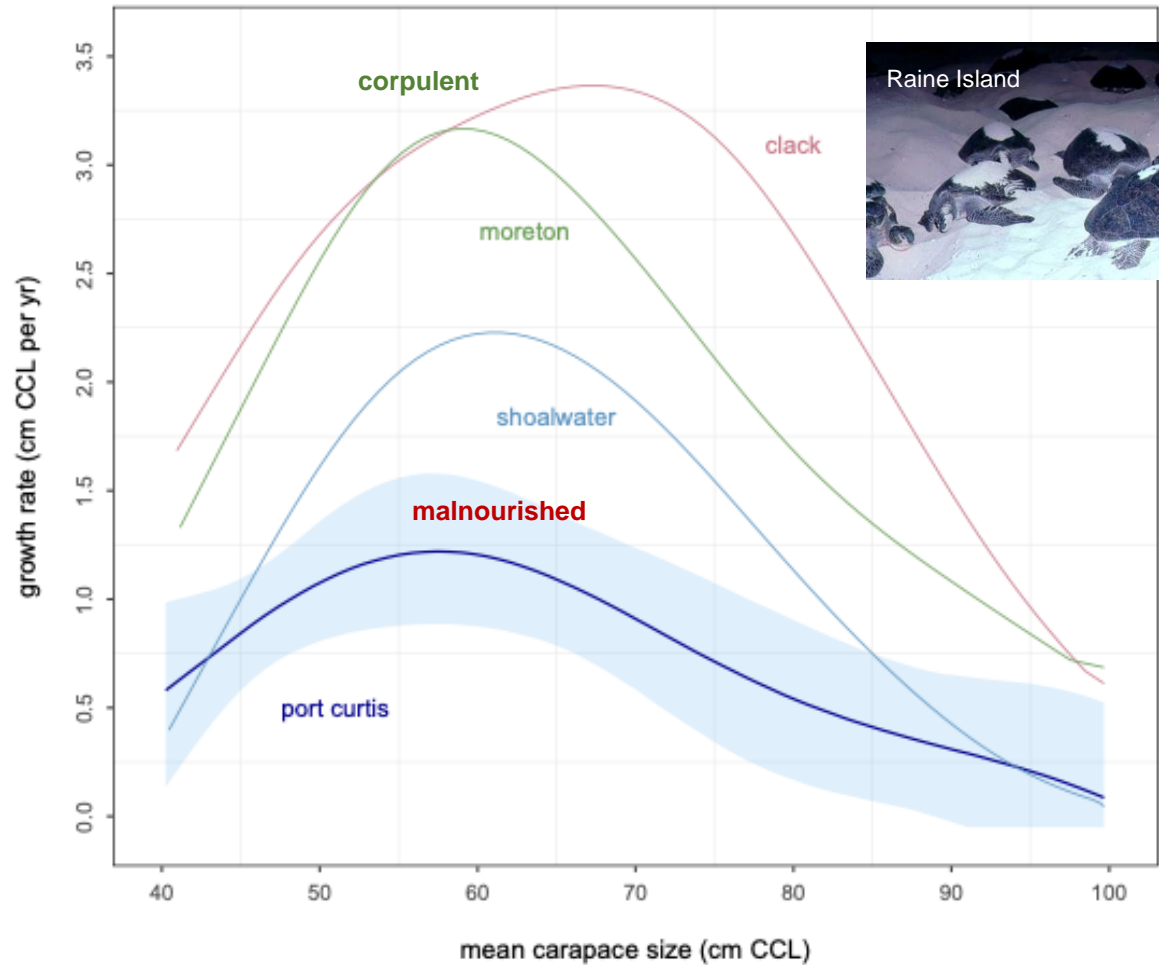 corpulent
Raine Island
clack
moreton
shoalwater
malnourished
port curtis
growth rate (cm CCL per yr)
3.5
3.0
2.5
2.0
1.5
1.0
0.5
0.0
40 50 60 70 80 90 100
mean carapace size (cm CCL)